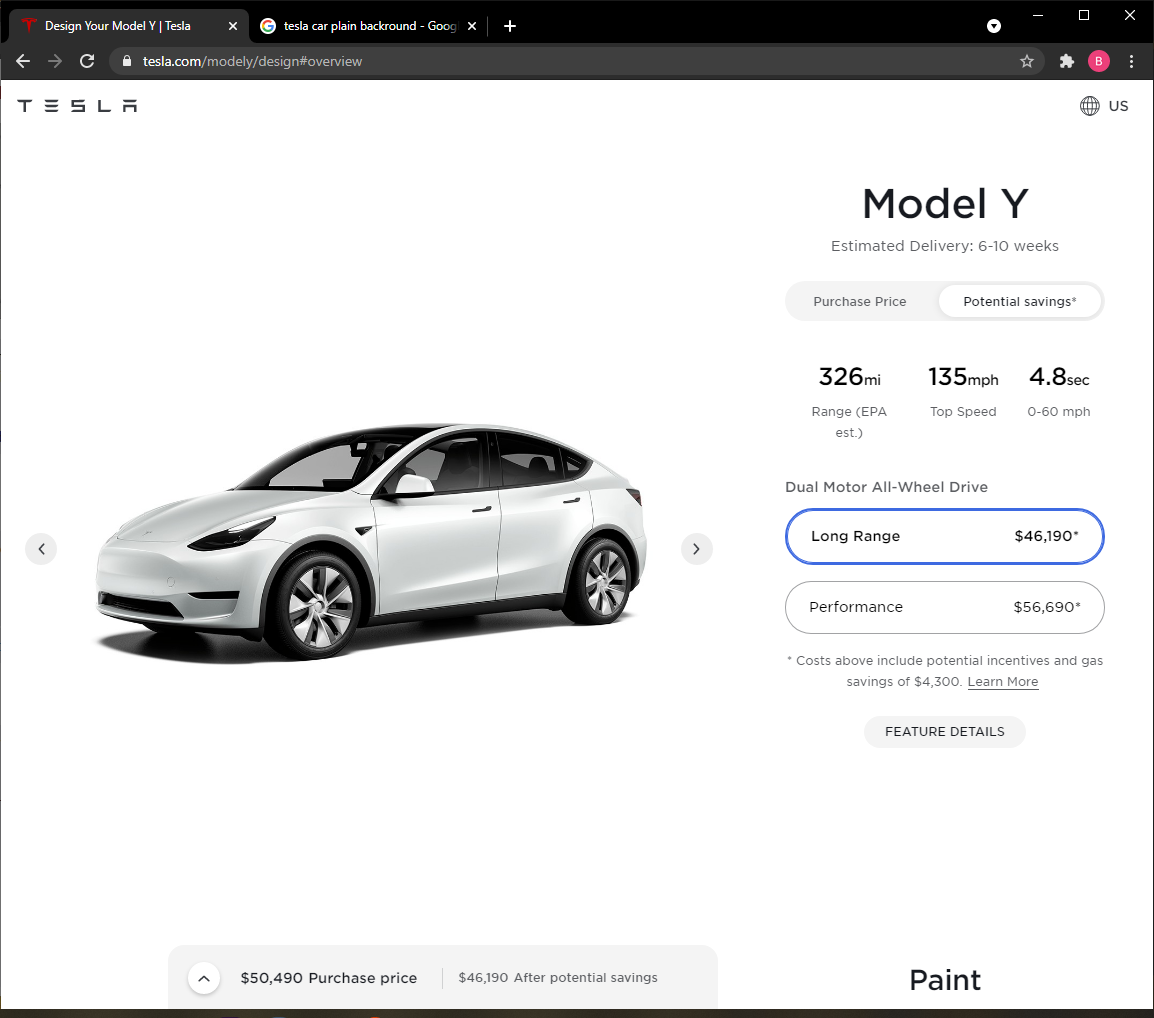 Design Your Model Y | Tesla
tesla car plain backround - Goog
tesla.com/modely/design#overview
B
TESLA
US
Model Y
Estimated Delivery: 6-10 weeks
Purchase Price
Potential savings*
326mi
135mph
4.8sec
Range (EPA est.)
Top Speed
0-60 mph
Dual Motor All-Wheel Drive
Long Range $46,190*
Performance $56,690*
* Costs above include potential incentives and gas
savings of $4,300. Learn More
FEATURE DETAILS
$50,490 Purchase price
$46,190 After potential savings
Paint